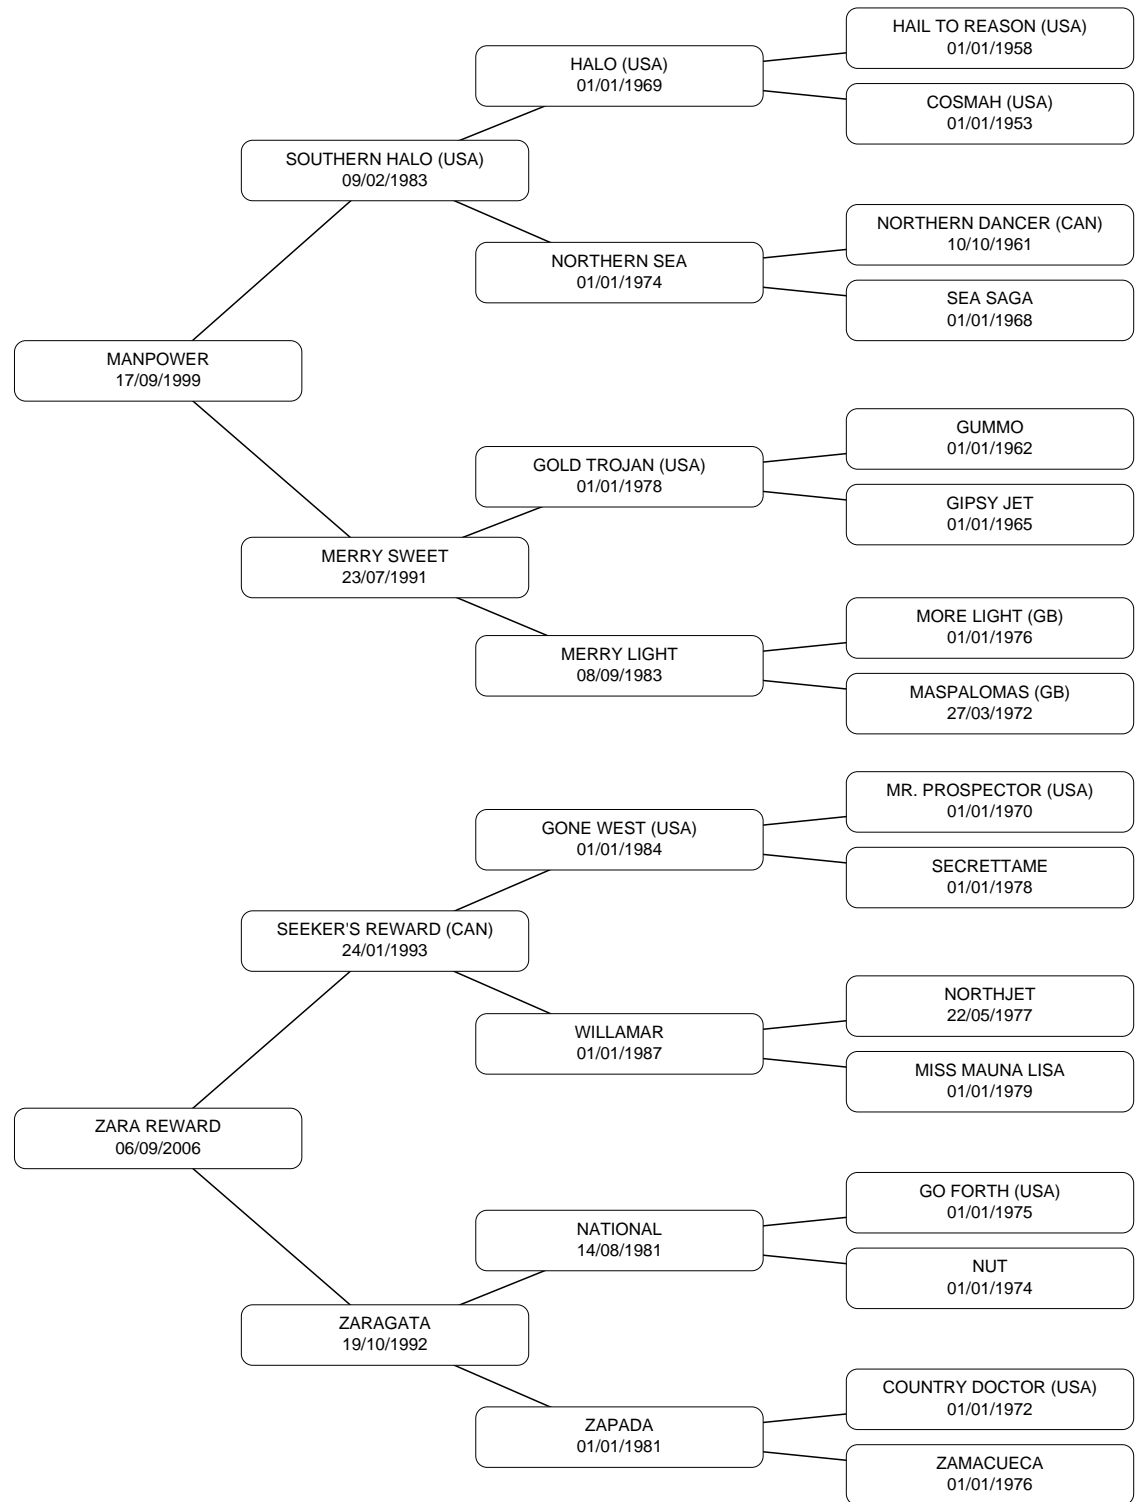 HAIL TO REASON (USA)
01/01/1958
HALO (USA)
01/01/1969
COSMAH (USA)
01/01/1953
SOUTHERN HALO (USA)
09/02/1983
NORTHERN DANCER (CAN)
10/10/1961
NORTHERN SEA
01/01/1974
SEA SAGA
01/01/1968
MANPOWER
17/09/1999
GUMMO
01/01/1962
GOLD TROJAN (USA)
01/01/1978
GIPSY JET
01/01/1965
MERRY SWEET
23/07/1991
MORE LIGHT (GB)
01/01/1976
MERRY LIGHT
08/09/1983
MASPALOMAS (GB)
27/03/1972
MR. PROSPECTOR (USA)
01/01/1970
GONE WEST (USA)
01/01/1984
SECRETTAME
01/01/1978
SEEKER'S REWARD (CAN)
24/01/1993
NORTHJET
22/05/1977
WILLAMAR
01/01/1987
MISS MAUNA LISA
01/01/1979
ZARA REWARD
06/09/2006
GO FORTH (USA)
01/01/1975
NATIONAL
14/08/1981
NUT
01/01/1974
ZARAGATA
19/10/1992
COUNTRY DOCTOR (USA)
01/01/1972
ZAPADA
01/01/1981
ZAMACUECA
01/01/1976